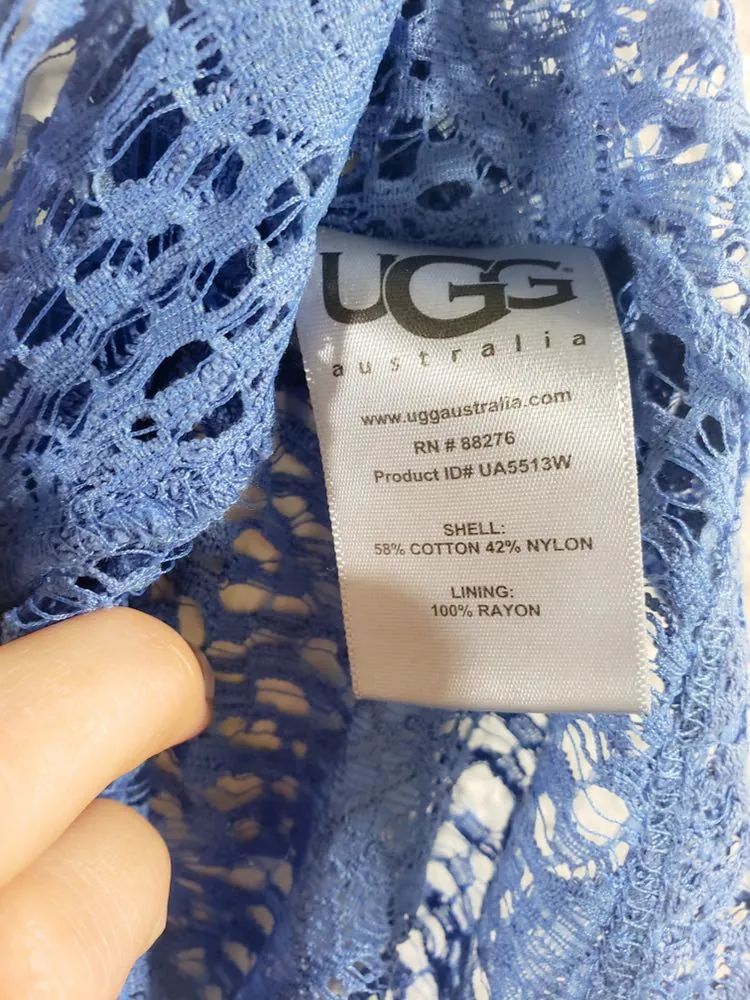 UGG
australia
www.uggaustralia.com
RN # 88276
Product ID# UA5513W
SHELL:
58% COTTON 42% NYLON
LINING:
100% RAYON